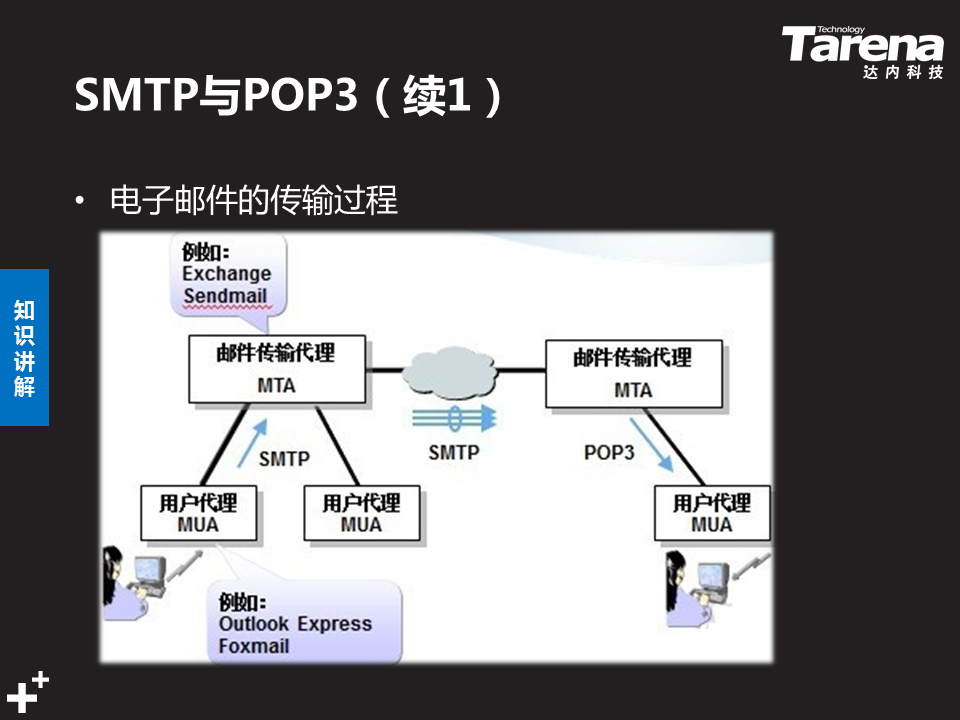 Technology
Tarena
达内科技
SMTP与POP3（续1）
• 电子邮件的传输过程
知识讲解
例如：
Exchange
Sendmail
邮件传输代理
MTA
邮件传输代理
MTA
SMTP
SMTP
POP3
用户代理
MUA
用户代理
MUA
用户代理
MUA
例如：
Outlook Express
Foxmail